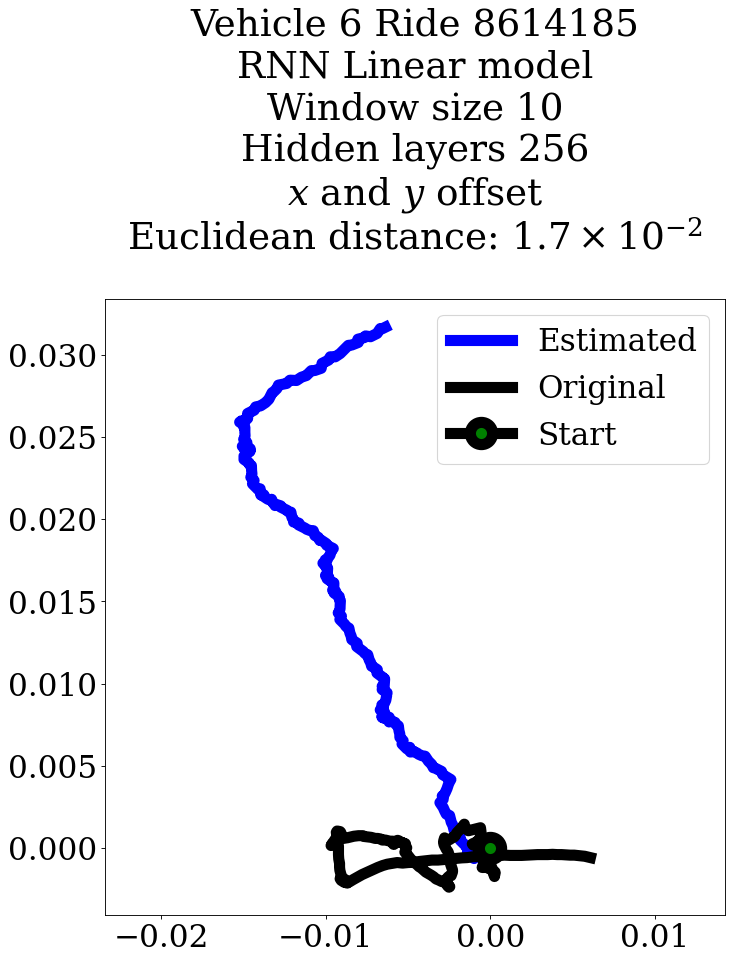 Vehicle 6 Ride 8614185
RNN Linear model
Window size 10
Hidden layers 256
x and y offset
Euclidean distance: 1.7 × 10⁻²
Estimated
Original
Start
0.030
0.025
0.020
0.015
0.010
0.005
0.000
−0.02 −0.01 0.00 0.01